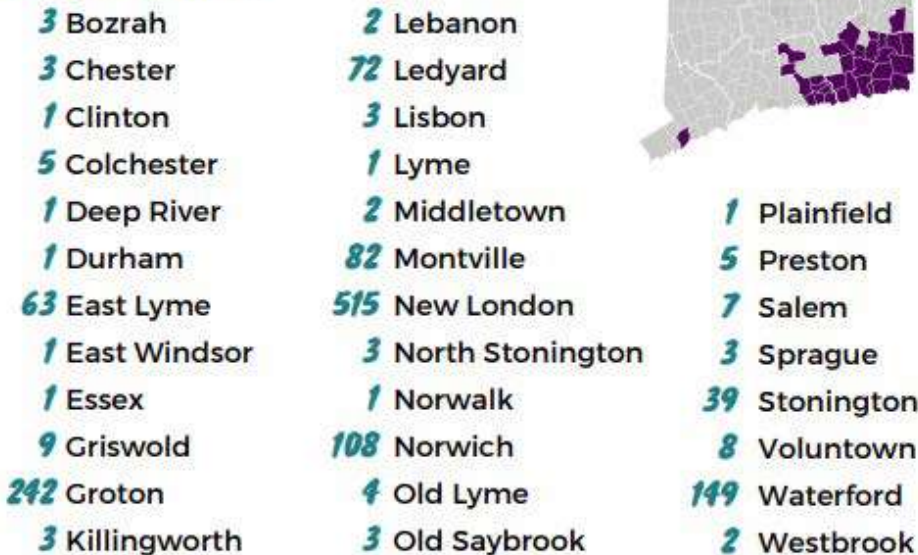 3 Bozrah
3 Chester
1 Clinton
5 Colchester
1 Deep River
1 Durham
63 East Lyme
1 East Windsor
1 Essex
9 Griswold
242 Groton
3 Killingworth
2 Lebanon
72 Ledyard
3 Lisbon
1 Lyme
2 Middletown
82 Montville
515 New London
3 North Stonington
1 Norwalk
108 Norwich
4 Old Lyme
3 Old Saybrook
1 Plainfield
5 Preston
7 Salem
3 Sprague
39 Stonington
8 Voluntown
149 Waterford
2 Westbrook